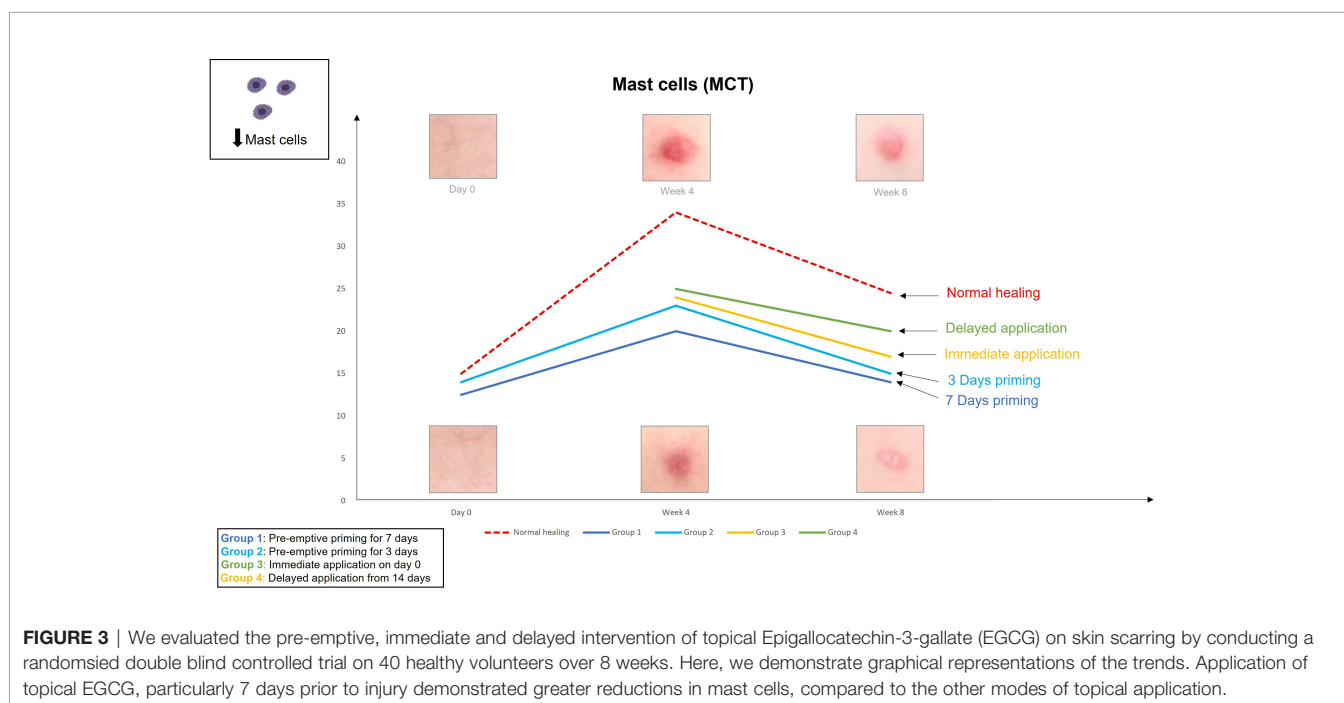 Mast cells (MCT)
Mast cells
Day 0
Week 4
Week 8
40
35
30
25
20
15
10
5
0
Normal healing
Delayed application
Immediate application
3 Days priming
7 Days priming
Day 0
Week 4
Week 8
Normal healing
Group 1
Group 2
Group 3
Group 4
Group 1: Pre-emptive priming for 7 days
Group 2: Pre-emptive priming for 3 days
Group 3: Immediate application on day 0
Group 4: Delayed application from 14 days
FIGURE 3 | We evaluated the pre-emptive, immediate and delayed intervention of topical Epigallocatechin-3-gallate (EGCG) on skin scarring by conducting a
randomsied double blind controlled trial on 40 healthy volunteers over 8 weeks. Here, we demonstrate graphical representations of the trends. Application of
topical EGCG, particularly 7 days prior to injury demonstrated greater reductions in mast cells, compared to the other modes of topical application.